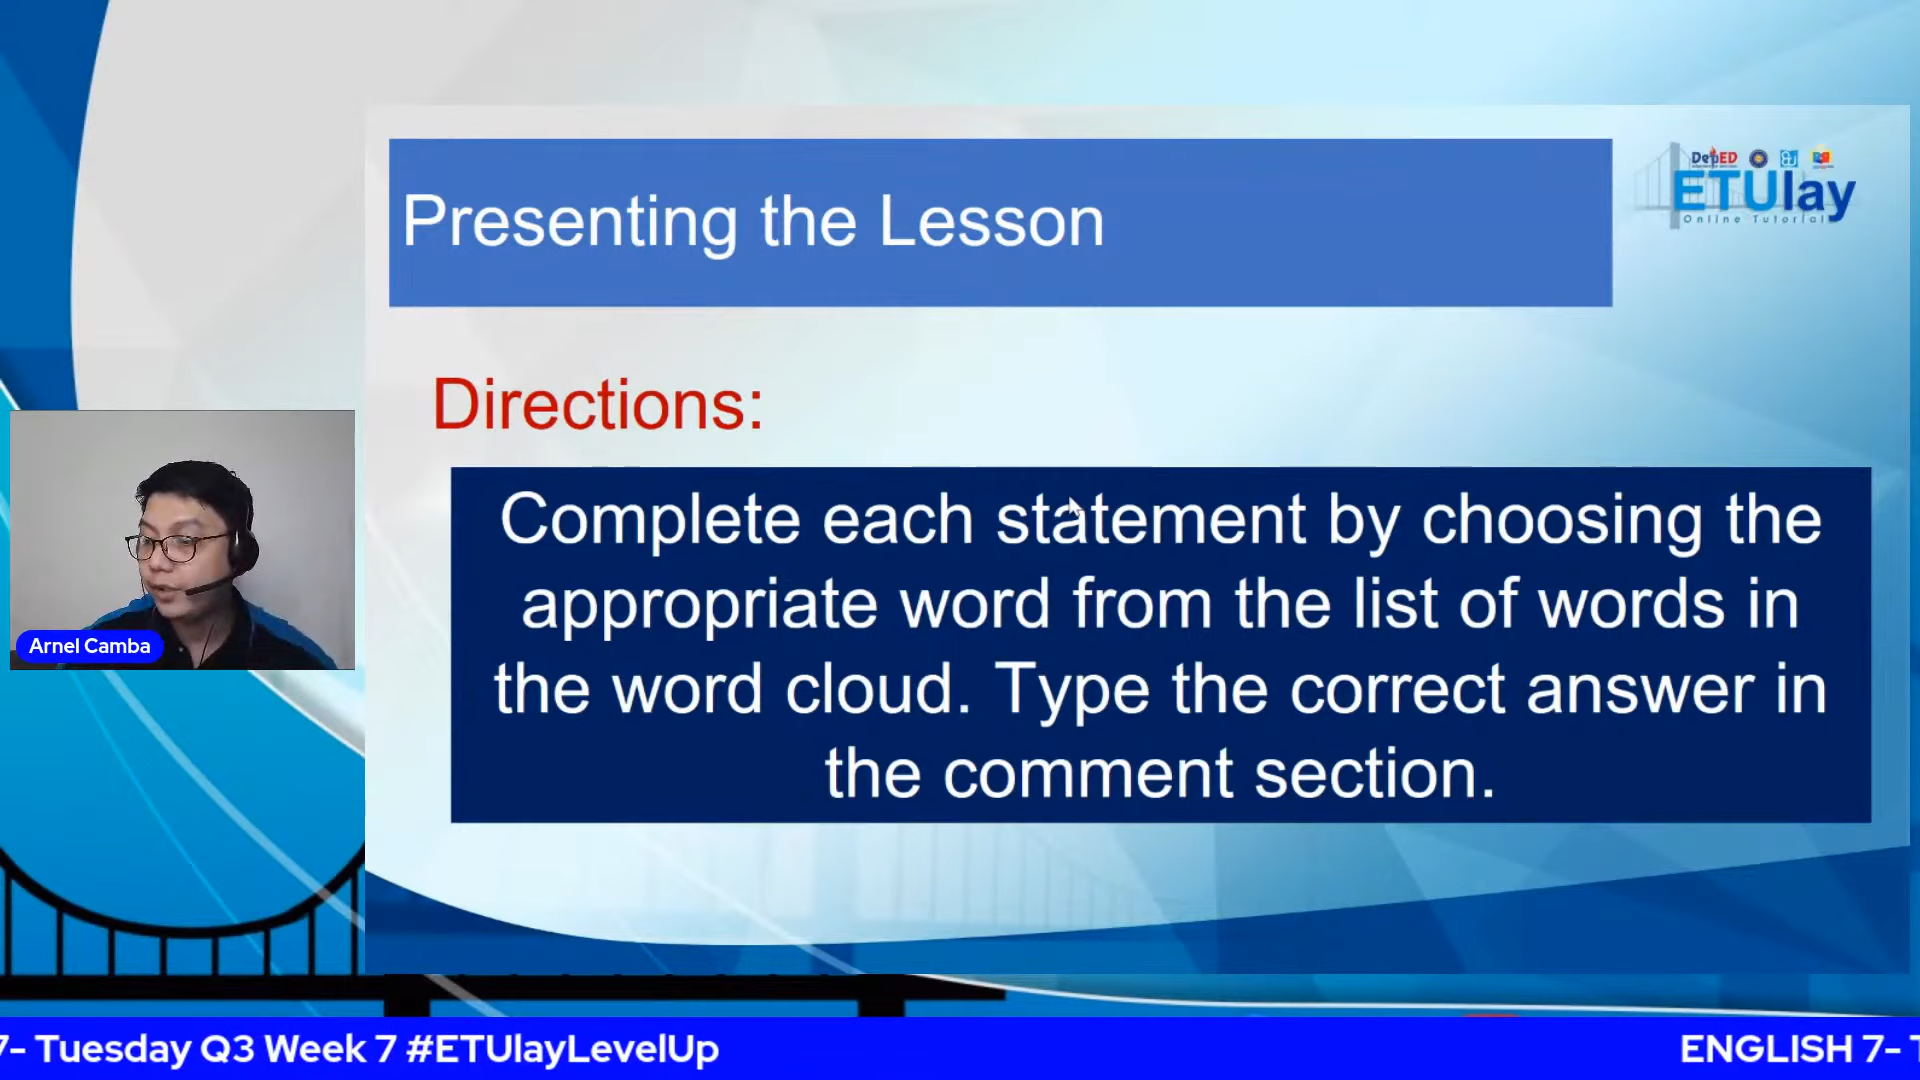 Presenting the Lesson
DepED
ETUlay
Online Tutorial
Directions:
Complete each statement by choosing the
appropriate word from the list of words in
the word cloud. Type the correct answer in
the comment section.
Arnel Camba
7- Tuesday Q3 Week 7 #ETUlayLevelUp
ENGLISH 7- T